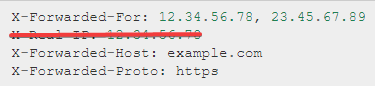 X-Forwarded-For: 12.34.56.78, 23.45.67.89
X-Real-IP: 12.34.56.78
X-Forwarded-Host: example.com
X-Forwarded-Proto: https